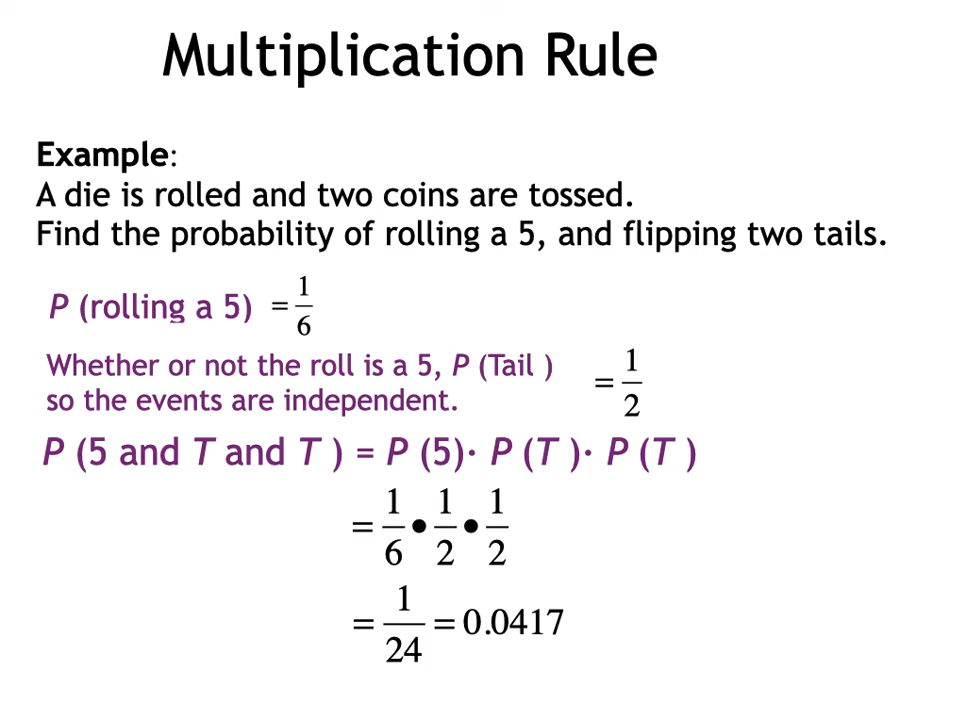 Multiplication Rule
Example:
A die is rolled and two coins are tossed.
Find the probability of rolling a 5, and flipping two tails.
P (rolling a 5) = 1/6
Whether or not the roll is a 5, P (Tail ) = 1/2
so the events are independent.
P (5 and T and T ) = P (5)· P (T )· P (T )
= 1/6 • 1/2 • 1/2
= 1/24 = 0.0417